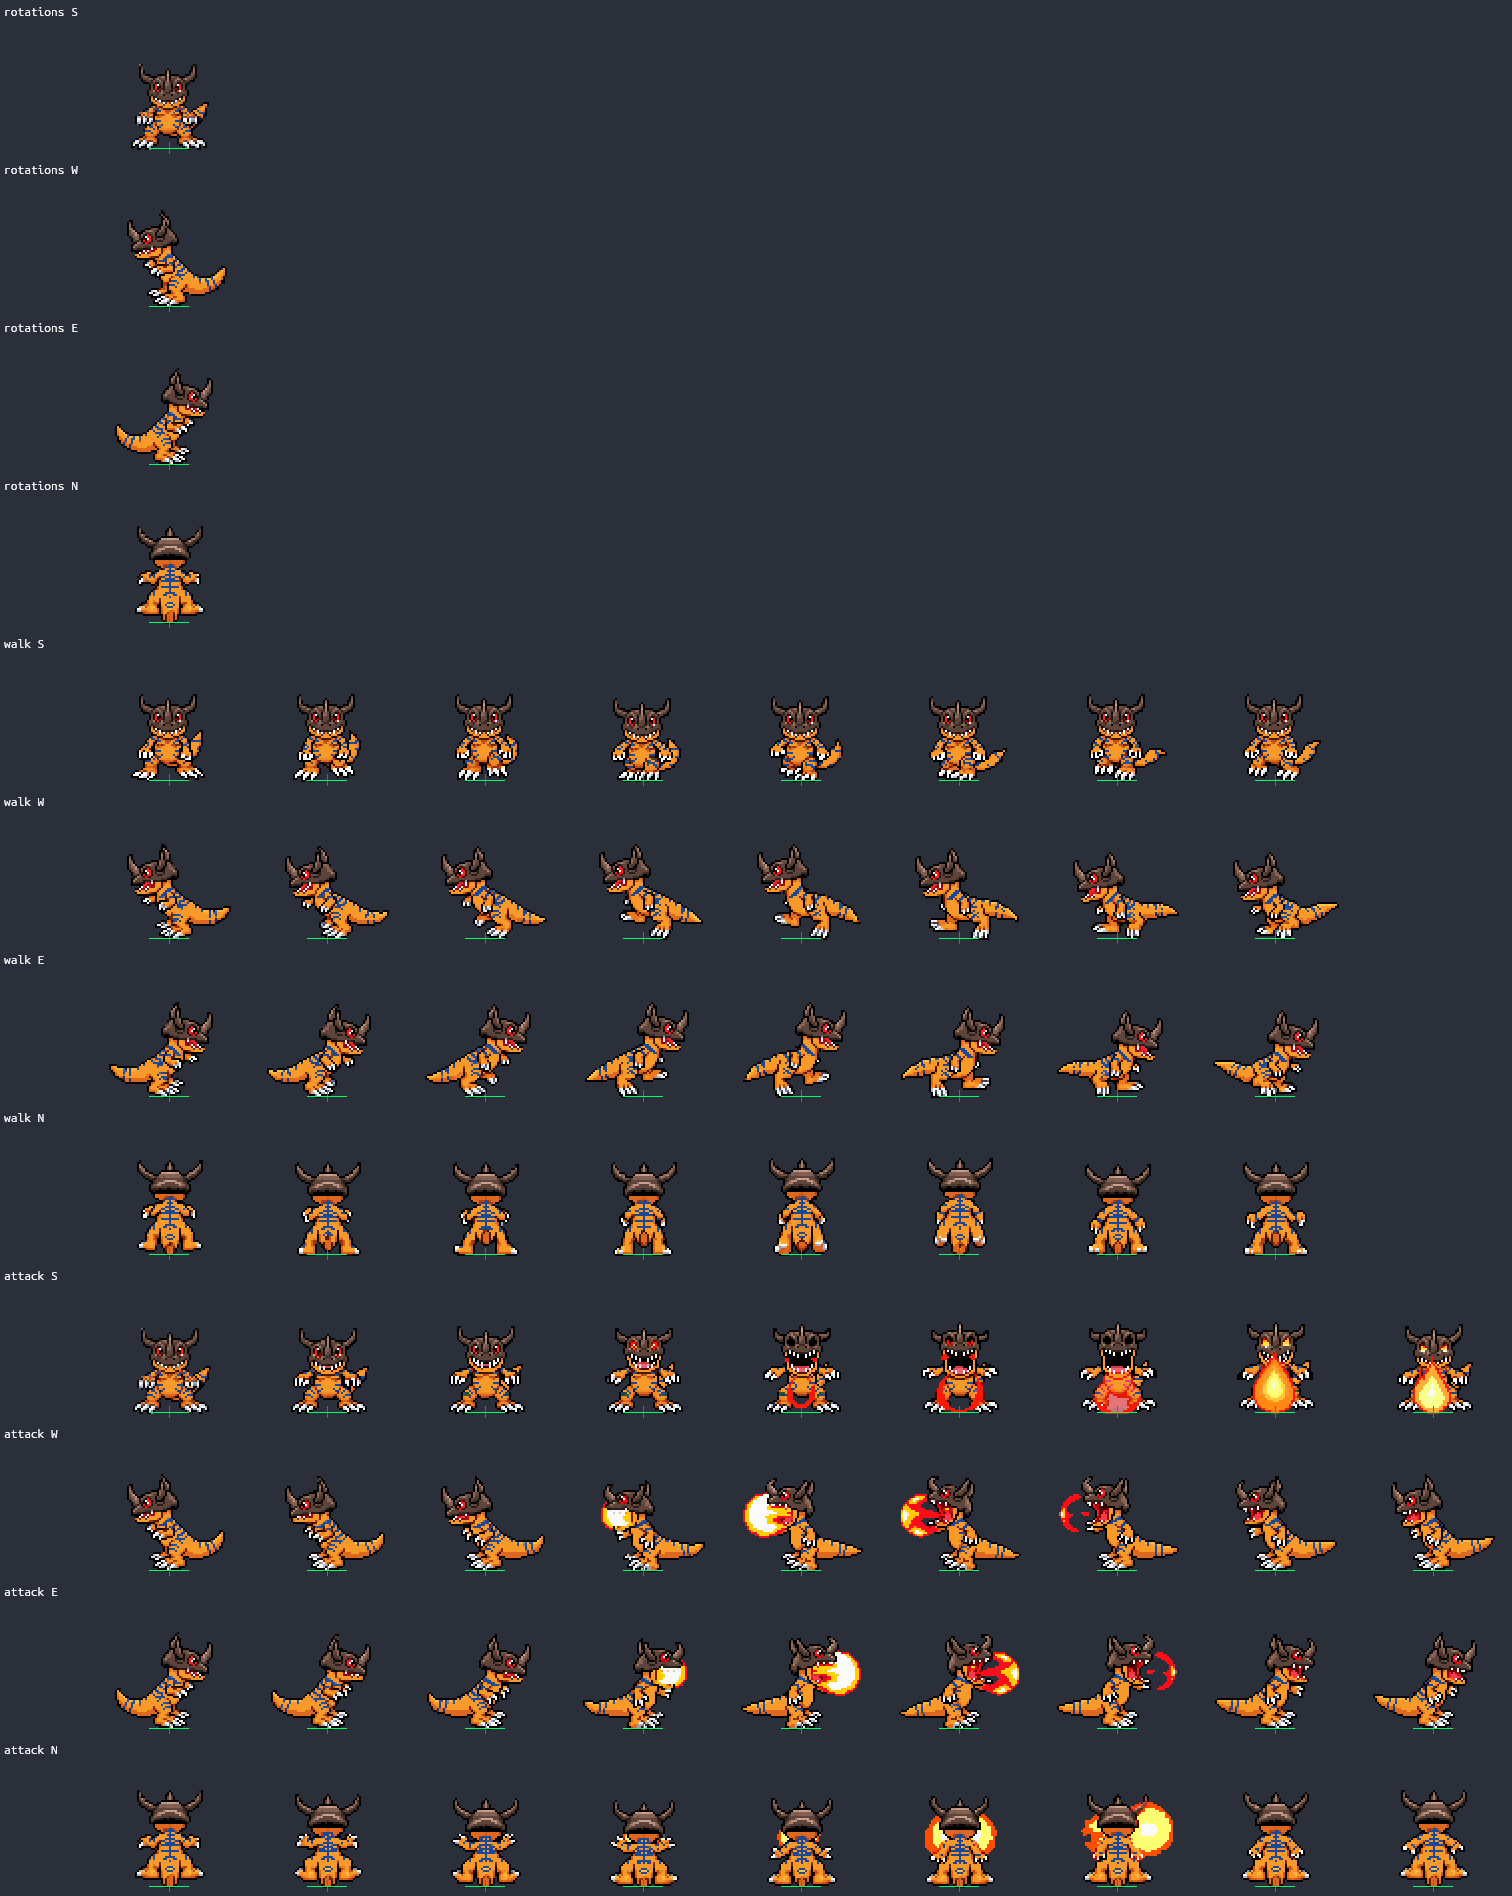 rotations S
rotations W
rotations E
rotations N
walk S
walk W
walk E
walk N
attack S
attack W
attack E
attack N